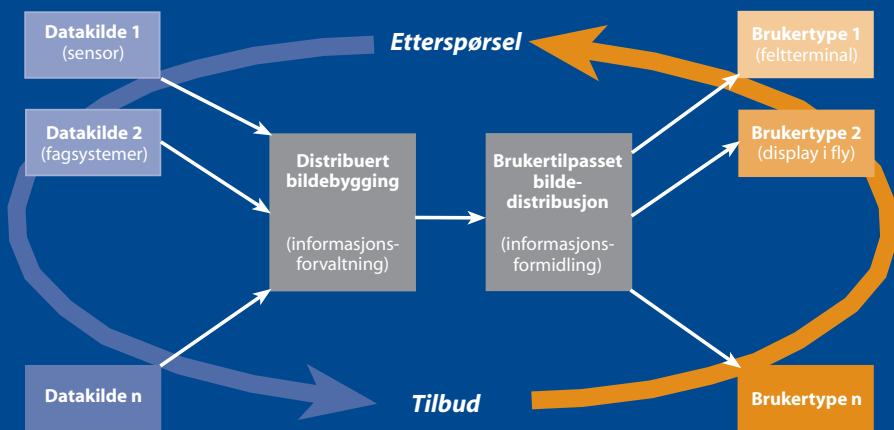 Datakilde 1
(sensor)
Etterspørsel
Brukertype 1
(feltterminal)
Datakilde 2
(fagsystemer)
Brukertype 2
(display i fly)
Distribuert
bildebygging
(informasjons-
forvaltning)
Brukertilpasset
bilde-
distribusjon
(informasjons-
formidling)
Datakilde n
Tilbud
Brukertype n